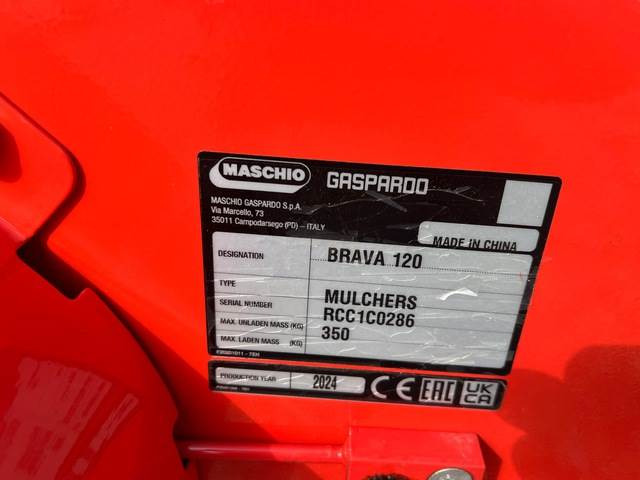 MASCHIO GASPARDO
MASCHIO GASPARDO S.p.A.
Via Marcello, 73
35011 Campodarsego (PD) – ITALY
MADE IN CHINA
DESIGNATION BRAVA 120
TYPE MULCHERS
SERIAL NUMBER RCC1C0286
MAX. UNLADEN MASS (KG) 350
MAX. LADEN MASS (KG)
PRODUCTION YEAR 2024 CE EAC UK CA